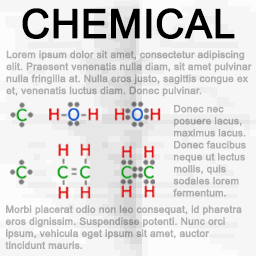 CHEMICAL
Lorem ipsum dolor sit amet, consectetur adipiscing
elit. Praesent venenatis nulla diam, sit amet pulvinar
nulla fringilla at. Nulla eros justo, sagittis congue ex
et, venenatis luctus diam. Donec pulvinar.
C H-O-H H O H
Donec nec
posuere lacus,
maximus lacus.
Donec faucibus
neque ut lectus
mollis, quis
sodales lorem
fermentum.
H H H H
C C=C C C
H H H H
Morbi placerat odio non leo consequat, id pharetra
eros dignissim. Suspendisse potenti. Nunc orci
ipsum, vehicula eget ipsum sit amet, auctor
tincidunt mauris.